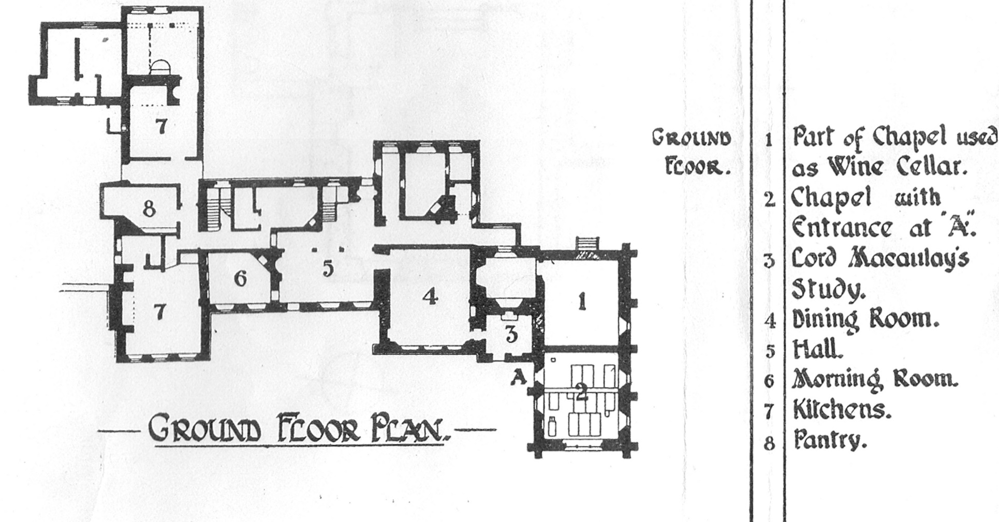 7
8
6
5
7
4
3
1
A
2
GROUND FLOOR PLAN.
GROUND FLOOR.
1 Part of Chapel used
as Wine Cellar.
2 Chapel with
Entrance at "A".
3 Lord Macaulay's
Study.
4 Dining Room.
5 Hall.
6 Morning Room.
7 Kitchens.
8 Pantry.